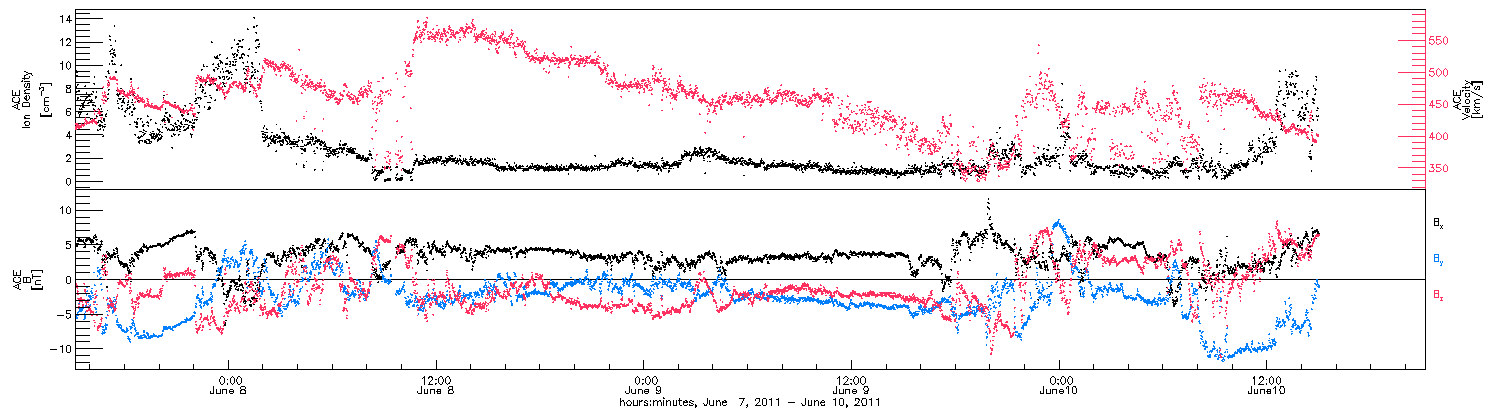 14
12
10
8
6
4
2
0
ACE
Ion Density
[cm⁻³]
550
500
450
400
350
ACE
Velocity
[km/s]
10
5
0
−5
−10
ACE
B
[nT]
Bx
By
Bz
0:00 12:00 0:00 12:00 0:00 12:00
June 8 June 8 June 9 June 9 June10 June10
hours:minutes, June 7, 2011 − June 10, 2011